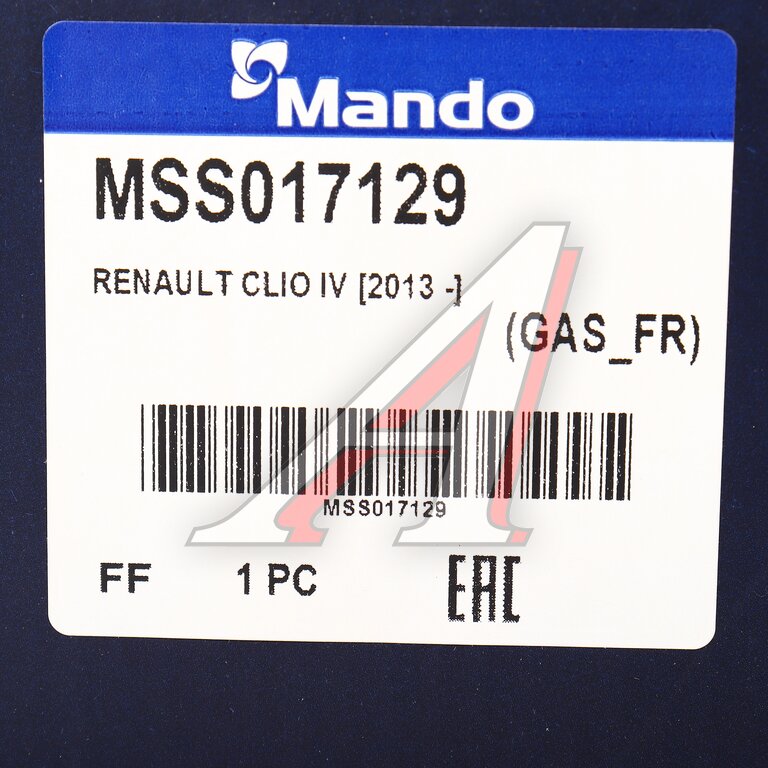 Mando
MSS017129
RENAULT CLIO IV [2013 -]
(GAS_FR)
MSS017129
FF 1 PC EAC